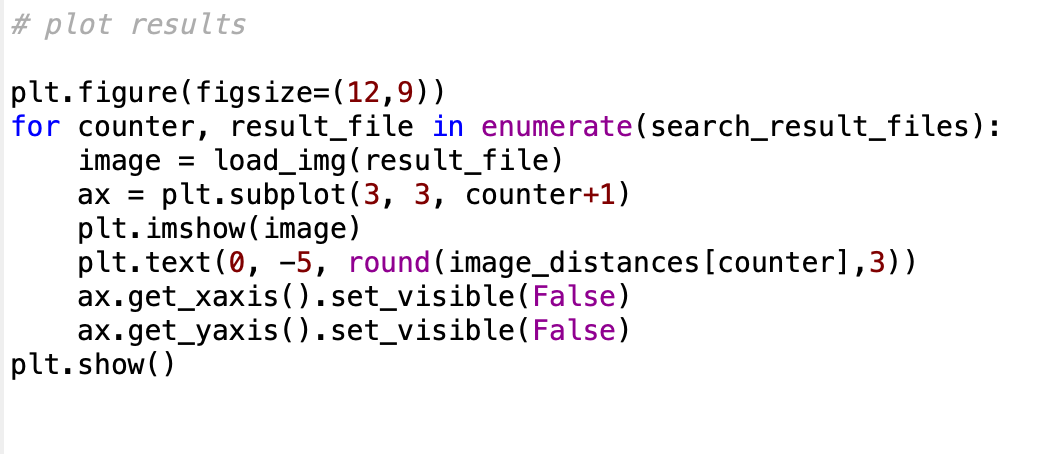 # plot results
plt.figure(figsize=(12,9))
for counter, result_file in enumerate(search_result_files):
    image = load_img(result_file)
    ax = plt.subplot(3, 3, counter+1)
    plt.imshow(image)
    plt.text(0, -5, round(image_distances[counter],3))
    ax.get_xaxis().set_visible(False)
    ax.get_yaxis().set_visible(False)
plt.show()